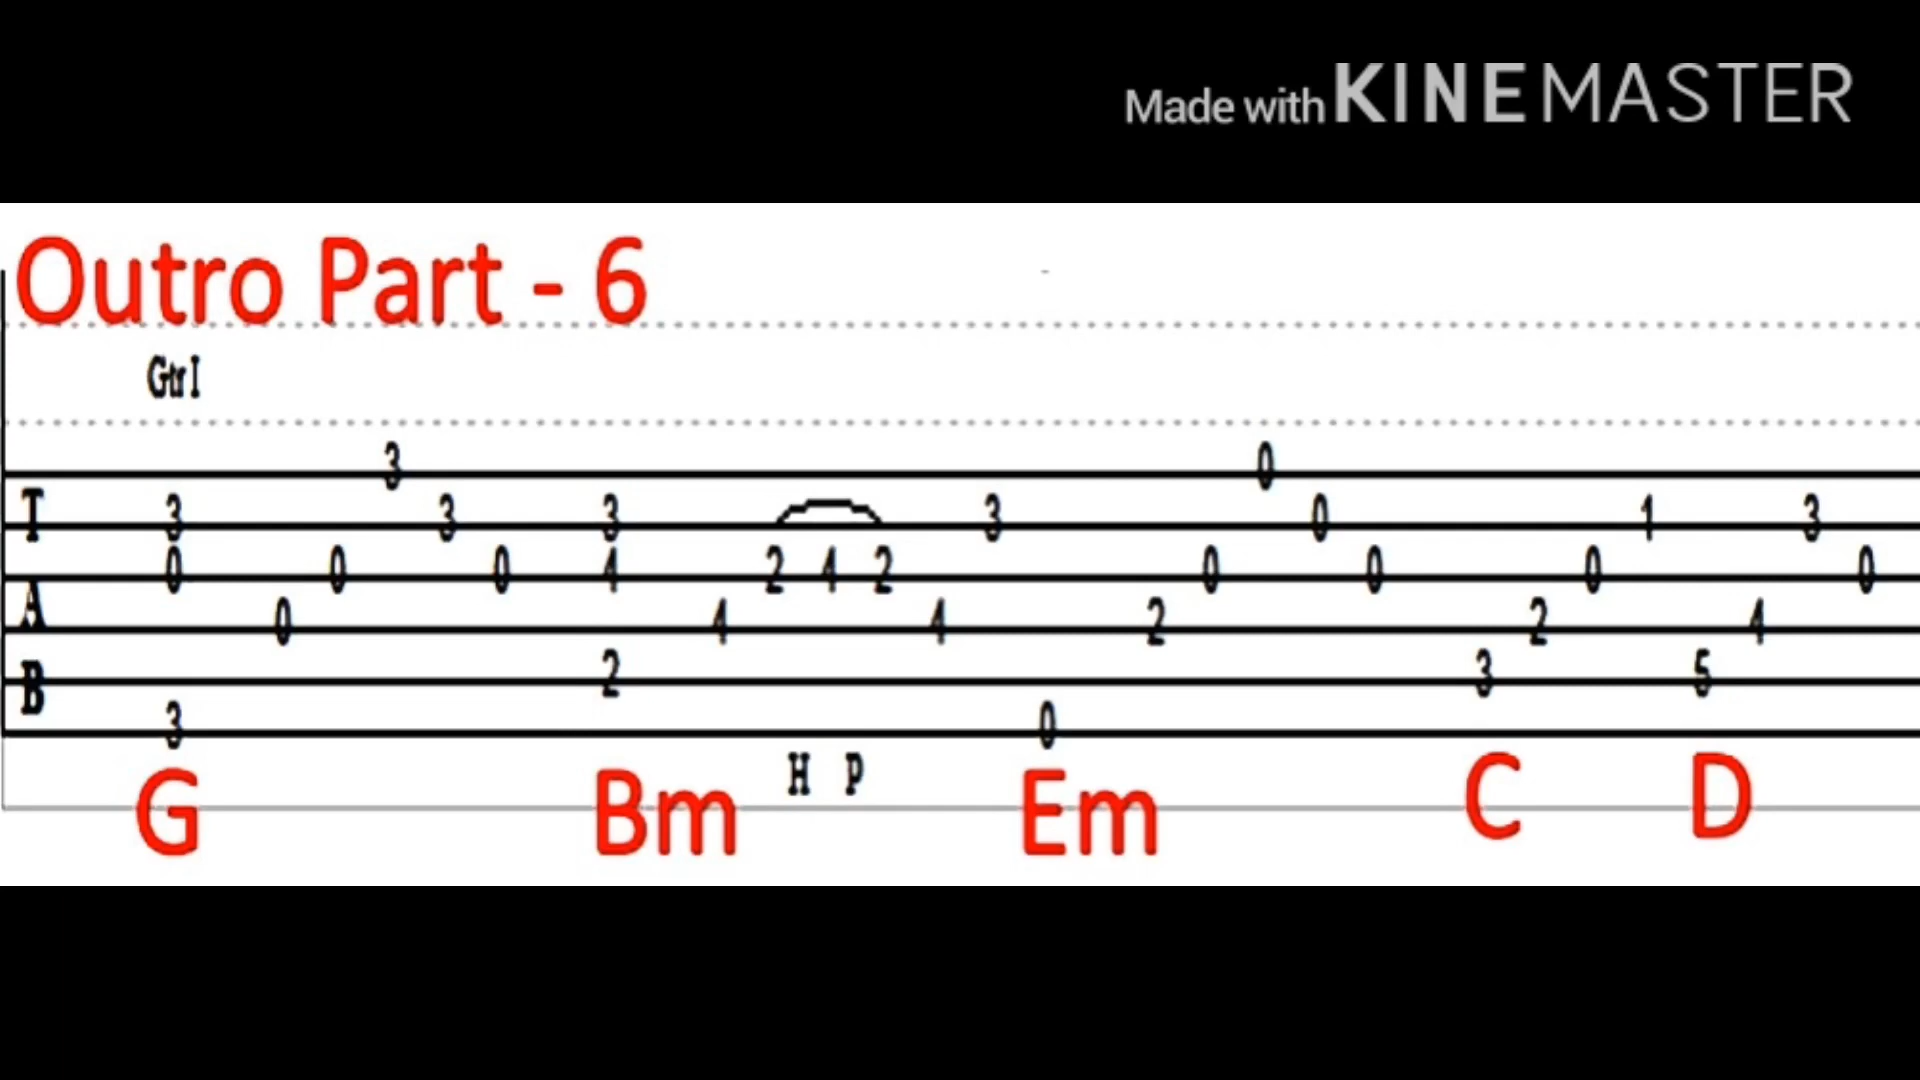 Made with KINEMASTER
Outro Part - 6
Gtr I
3 0
T 3 3 3 3 0 1 3
0 0 0 4 2 4 2 0 0 0 0
A 0 4 4 2 2 4
B 2 3 5
3 0
H P
G Bm Em C D